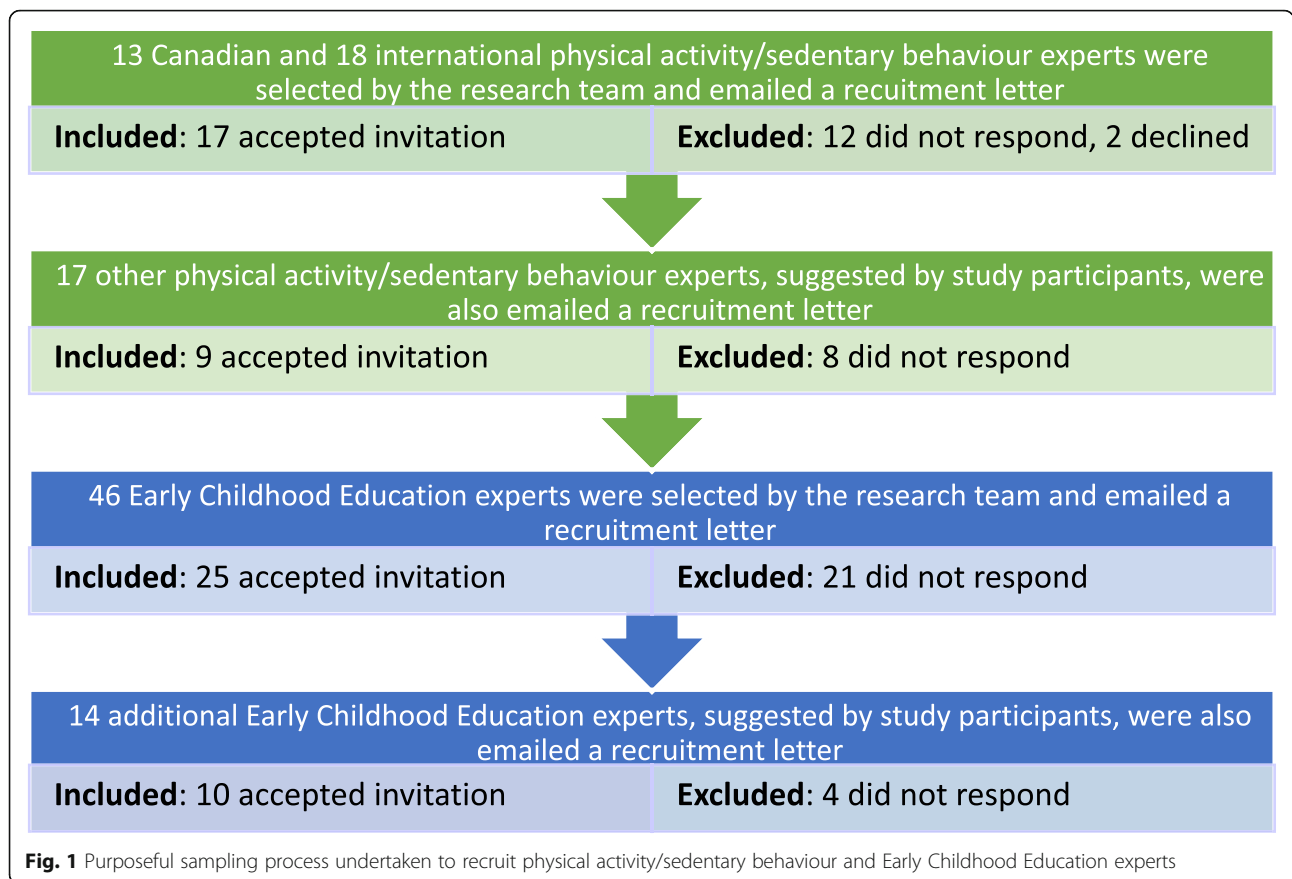 13 Canadian and 18 international physical activity/sedentary behaviour experts were
selected by the research team and emailed a recuitment letter
Included: 17 accepted invitation
Excluded: 12 did not respond, 2 declined
17 other physical activity/sedentary behaviour experts, suggested by study participants, were
also emailed a recruitment letter
Included: 9 accepted invitation
Excluded: 8 did not respond
46 Early Childhood Education experts were selected by the research team and emailed a
recruitment letter
Included: 25 accepted invitation
Excluded: 21 did not respond
14 additional Early Childhood Education experts, suggested by study participants, were also
emailed a recruitment letter
Included: 10 accepted invitation
Excluded: 4 did not respond
Fig. 1 Purposeful sampling process undertaken to recruit physical activity/sedentary behaviour and Early Childhood Education experts